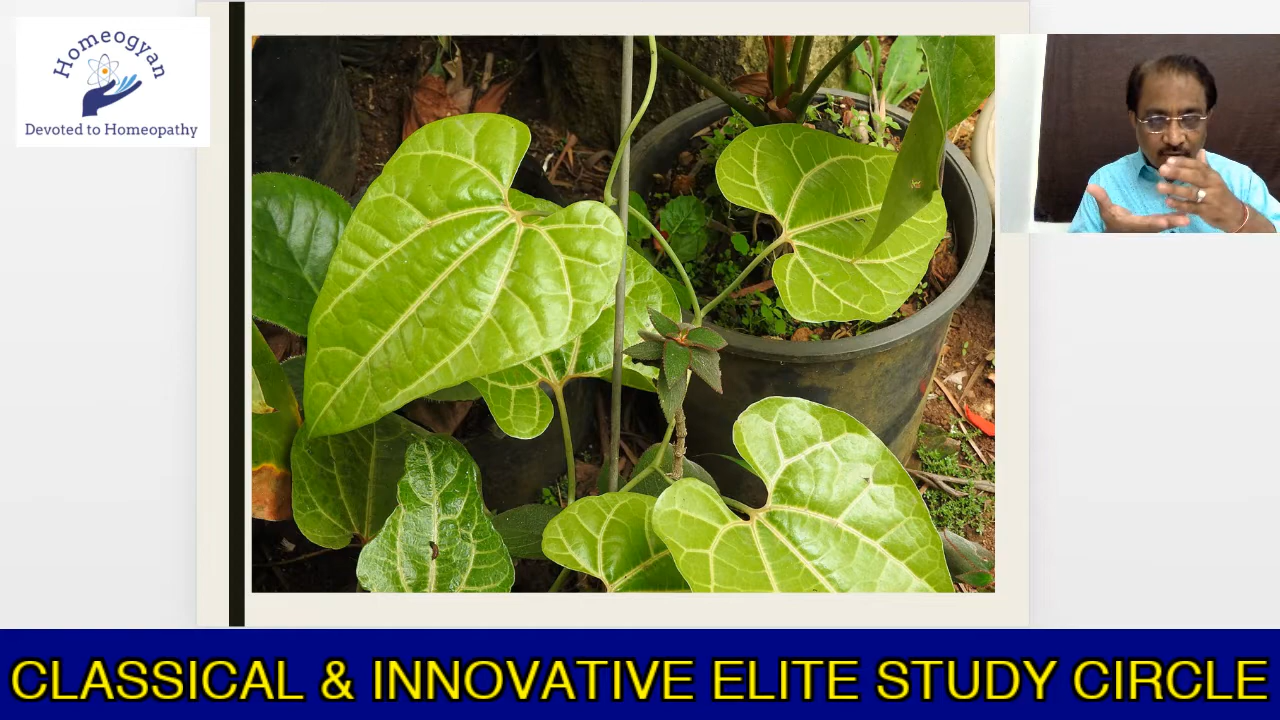 Homeogyan
Devoted to Homeopathy
CLASSICAL & INNOVATIVE ELITE STUDY CIRCLE